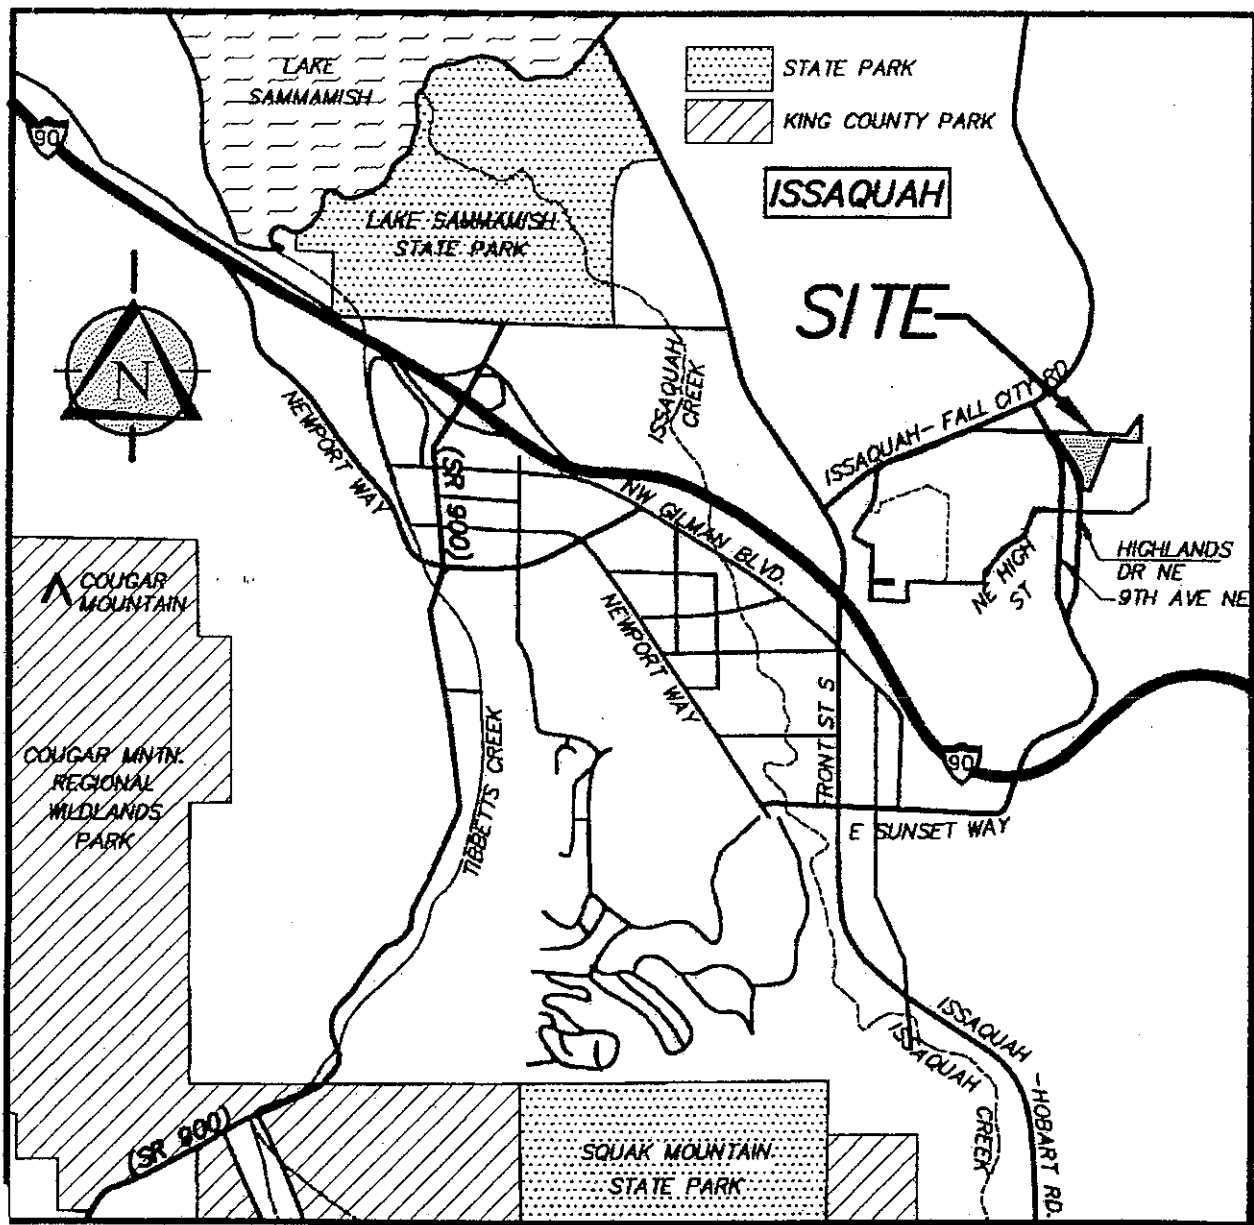 LAKE
SAMMAMISH
STATE PARK
KING COUNTY PARK
90
ISSAQUAH
LAKE SAMMAMISH
STATE PARK
SITE
N
ISSAQUAH
CREEK
ISSAQUAH - FALL CITY RD
NEWPORT WAY
(SR 900)
NW GILMAN BLVD.
HIGHLANDS
DR NE
9TH AVE NE
NE HIGH
ST
COUGAR
MOUNTAIN
NEWPORT WAY
FRONT ST S
COUGAR MNTN.
REGIONAL
WILDLANDS
PARK
TIBBETTS CREEK
90
E SUNSET WAY
ISSAQUAH
CREEK
ISSAQUAH
-HOBART RD.
(SR 900)
SQUAK MOUNTAIN
STATE PARK